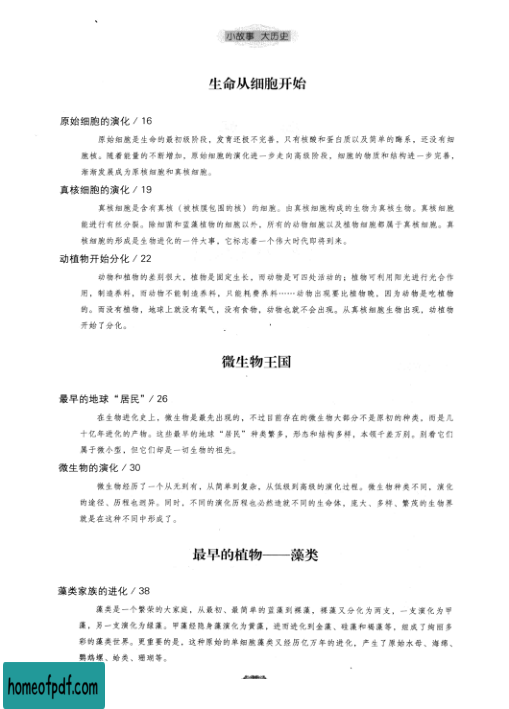 小故事 大历史
生命从细胞开始
原始细胞的演化 / 16
原始细胞是生命的最初级阶段，发育还极不完善，只有核酸和蛋白质以及简单的酶系，还没有细
胞核。随着能量的不断增加，原始细胞的演化进一步走向高级阶段，细胞的物质和结构进一步完善，
渐渐发展成为原核细胞和真核细胞。
真核细胞的演化 / 19
真核细胞是含有真核（被核膜包围的核）的细胞。由真核细胞构成的生物为真核生物。真核细胞
能进行有丝分裂。除细菌和蓝藻植物的细胞以外，所有的动物细胞以及植物细胞都属于真核细胞。真
核细胞的形成是生物进化的一件大事，它标志着一个伟大时代即将到来。
动植物开始分化 / 22
动物和植物的差别很大，植物是固定生长，而动物是可四处活动的；植物可利用阳光进行光合作
用，制造养料，而动物不能制造养料，只能耗费养料……动物出现要比植物晚，因为动物是吃植物
的。而没有植物，地球上就没有氧气，没有食物，动物也就不会出现。从真核细胞生物出现，动植物
开始了分化。
微生物王国
最早的地球“居民” / 26
在生物进化史上，微生物是最先出现的，不过目前存在的微生物大部分不是原初的种类，而是几
十亿年进化的产物。这些最早的地球“居民”种类繁多，形态和结构多样，本领千差万别。别看它们
属于微小型，但它们却是一切生物的祖先。
微生物的演化 / 30
微生物经历了一个从无到有，从简单到复杂，从低级到高级的演化过程。微生物种类不同，演化
的途径、历程也迥异。同时，不同的演化历程也必然造就不同的生命体，庞大、多样、繁茂的生物界
就是在这种不同中形成了。
最早的植物——藻类
藻类家族的进化 / 38
藻类是一个繁荣的大家庭，从最初、最简单的蓝藻到裸藻，裸藻又分化为两支，一支演化为甲
藻，另一支演化为绿藻。甲藻经隐身藻演化为黄藻，进而进化到金藻、硅藻和褐藻等，组成了绚丽多
彩的藻类世界。更重要的是，这种原始的单细胞藻类又经历亿万年的进化，产生了原始水母、海绵、
鹦鹉螺、蛤类、珊瑚等。
homeofpdf.com